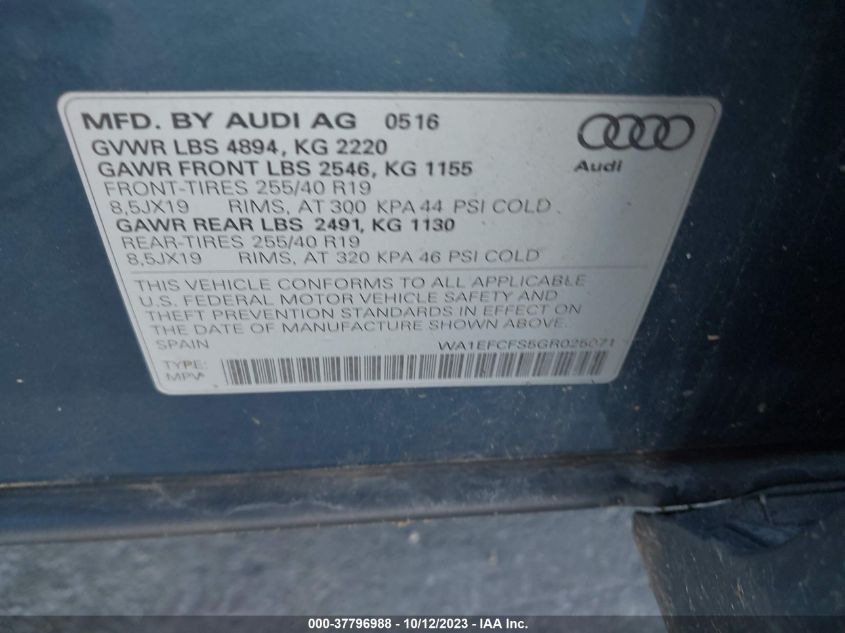 MFD. BY AUDI AG 0516
GVWR LBS 4894, KG 2220
GAWR FRONT LBS 2546, KG 1155
FRONT-TIRES 255/40 R19
8,5JX19 RIMS, AT 300 KPA 44 PSI COLD
GAWR REAR LBS 2491, KG 1130
REAR-TIRES 255/40 R19
8,5JX19 RIMS, AT 320 KPA 46 PSI COLD
Audi
THIS VEHICLE CONFORMS TO ALL APPLICABLE
U.S. FEDERAL MOTOR VEHICLE SAFETY AND
THEFT PREVENTION STANDARDS IN EFFECT ON
THE DATE OF MANUFACTURE SHOWN ABOVE.
SPAIN WA1EFCFS5GR025071
TYPE:
MPV
000-37796988 - 10/12/2023 - IAA Inc.